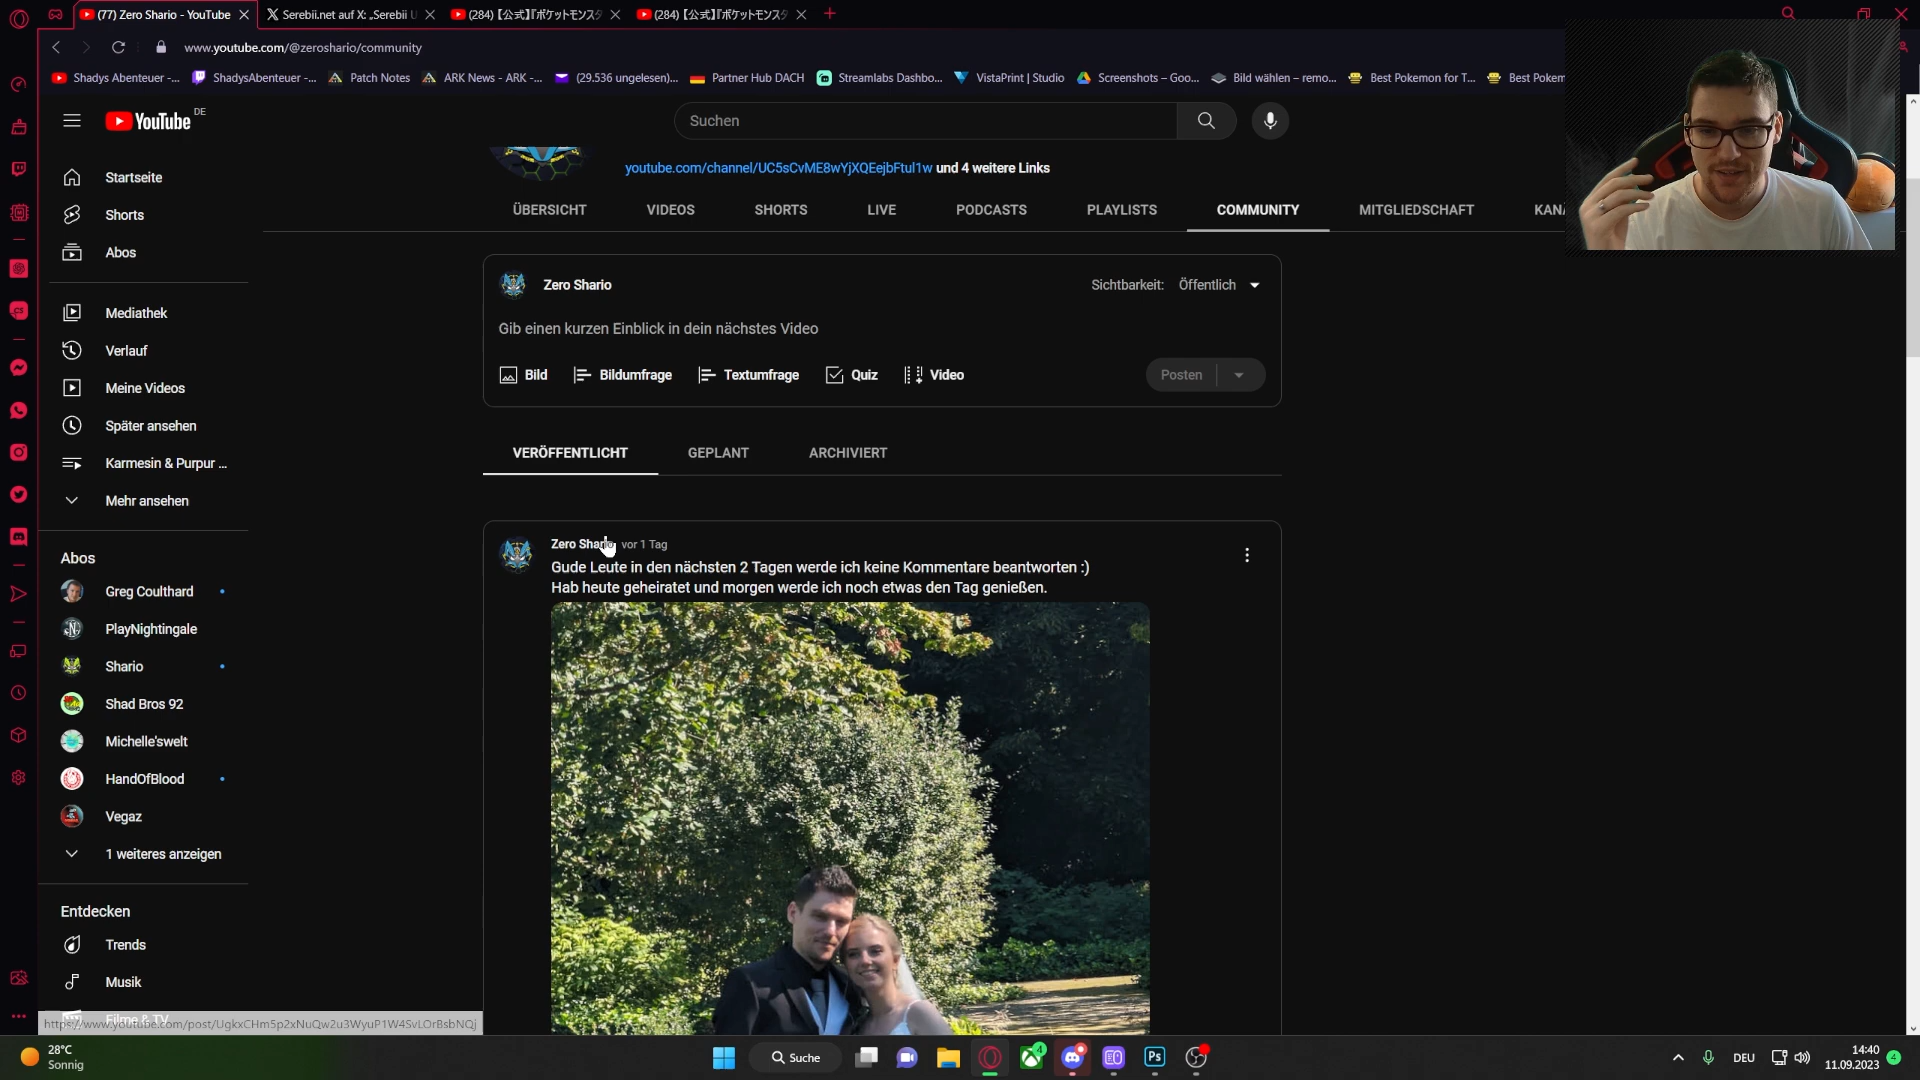 (77) Zero Shario - YouTube
Serebii.net auf X: „Serebii U
(284)【公式】『ポケットモンスタ
(284)【公式】『ポケットモンスタ
www.youtube.com/@zeroshario/community
Shadys Abenteuer -...
ShadysAbenteuer -...
Patch Notes
ARK News - ARK -...
(29.536 ungelesen)...
Partner Hub DACH
Streamlabs Dashbo...
VistaPrint | Studio
Screenshots – Goo...
Bild wählen – remo...
Best Pokemon for T...
Best Pokem
YouTube DE
Suchen
youtube.com/channel/UC5sCvME8wYjXQEejbFtul1w und 4 weitere Links
ÜBERSICHT
VIDEOS
SHORTS
LIVE
PODCASTS
PLAYLISTS
COMMUNITY
MITGLIEDSCHAFT
KANÄ
Startseite
Shorts
Abos
Mediathek
Verlauf
Meine Videos
Später ansehen
Karmesin & Purpur ...
Mehr ansehen
Abos
Greg Coulthard
PlayNightingale
Shario
Shad Bros 92
Michelle'swelt
HandOfBlood
Vegaz
1 weiteres anzeigen
Entdecken
Trends
Musik
Filme & TV
Zero Shario
Sichtbarkeit: Öffentlich
Gib einen kurzen Einblick in dein nächstes Video
Bild
Bildumfrage
Textumfrage
Quiz
Video
Posten
VERÖFFENTLICHT
GEPLANT
ARCHIVIERT
Zero Shario vor 1 Tag
Gude Leute in den nächsten 2 Tagen werde ich keine Kommentare beantworten :)
Hab heute geheiratet und morgen werde ich noch etwas den Tag genießen.
28°C
Sonnig
Suche
4
Ps
DEU
14:40
11.09.2023
4